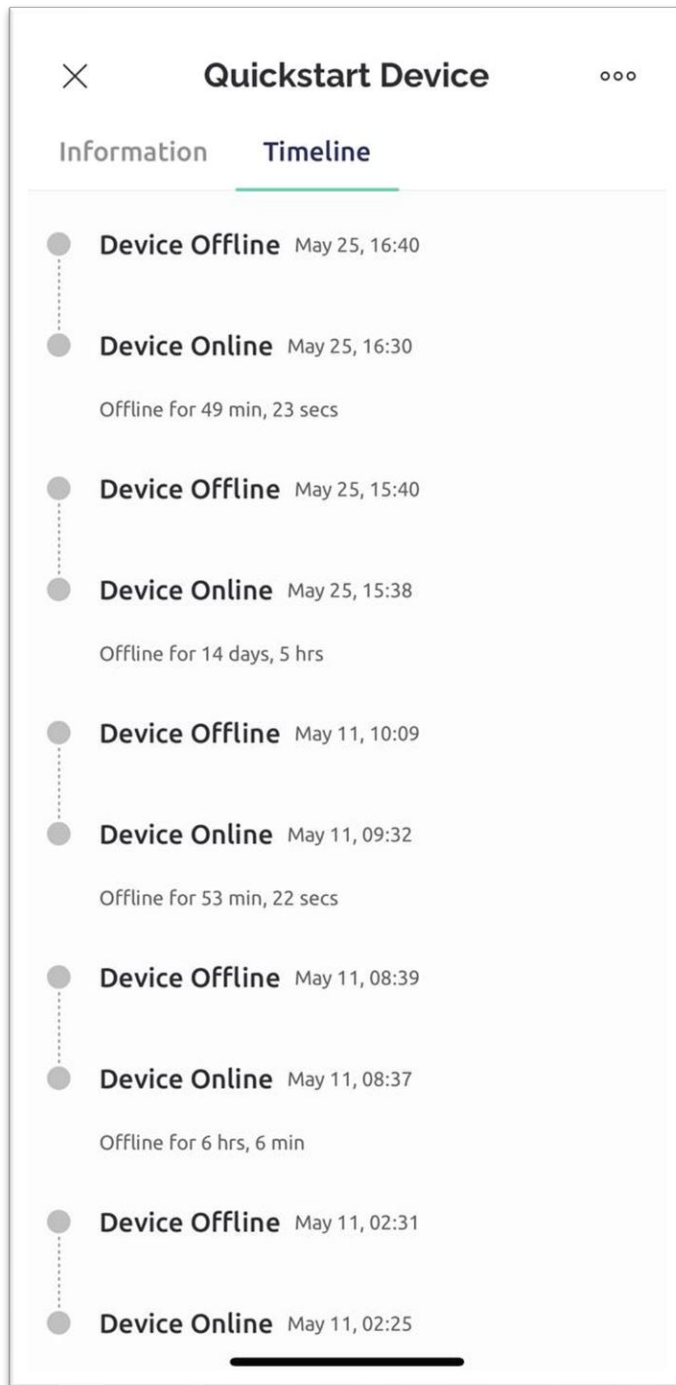 Quickstart Device
Information Timeline
Device Offline May 25, 16:40
Device Online May 25, 16:30
Offline for 49 min, 23 secs
Device Offline May 25, 15:40
Device Online May 25, 15:38
Offline for 14 days, 5 hrs
Device Offline May 11, 10:09
Device Online May 11, 09:32
Offline for 53 min, 22 secs
Device Offline May 11, 08:39
Device Online May 11, 08:37
Offline for 6 hrs, 6 min
Device Offline May 11, 02:31
Device Online May 11, 02:25